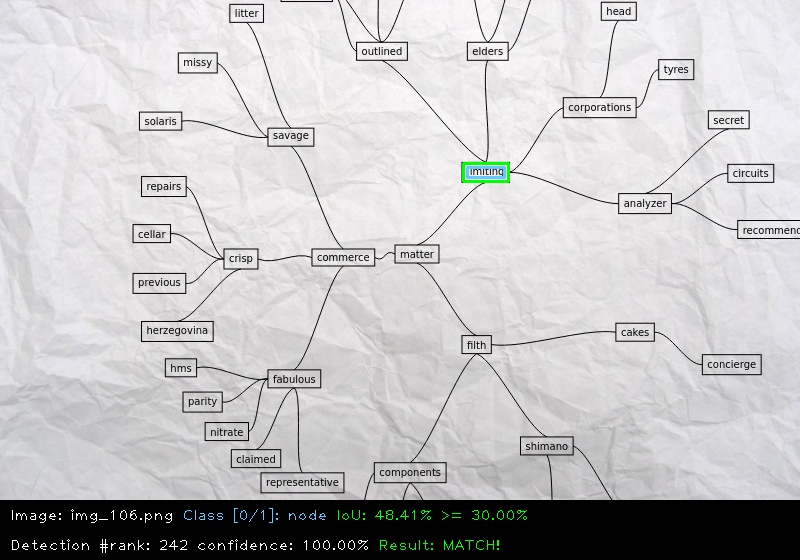 litter
head
outlined
elders
missy
tyres
corporations
solaris
savage
secret
imiting
circuits
repairs
analyzer
cellar
recommend
crisp
commerce
matter
previous
herzegovina
cakes
filth
hms
concierge
fabulous
parity
nitrate
shimano
claimed
components
representative
Image: img_106.png Class [0/1]: node IoU: 48.41% >= 30.00%
Detection #rank: 242 confidence: 100.00% Result: MATCH!